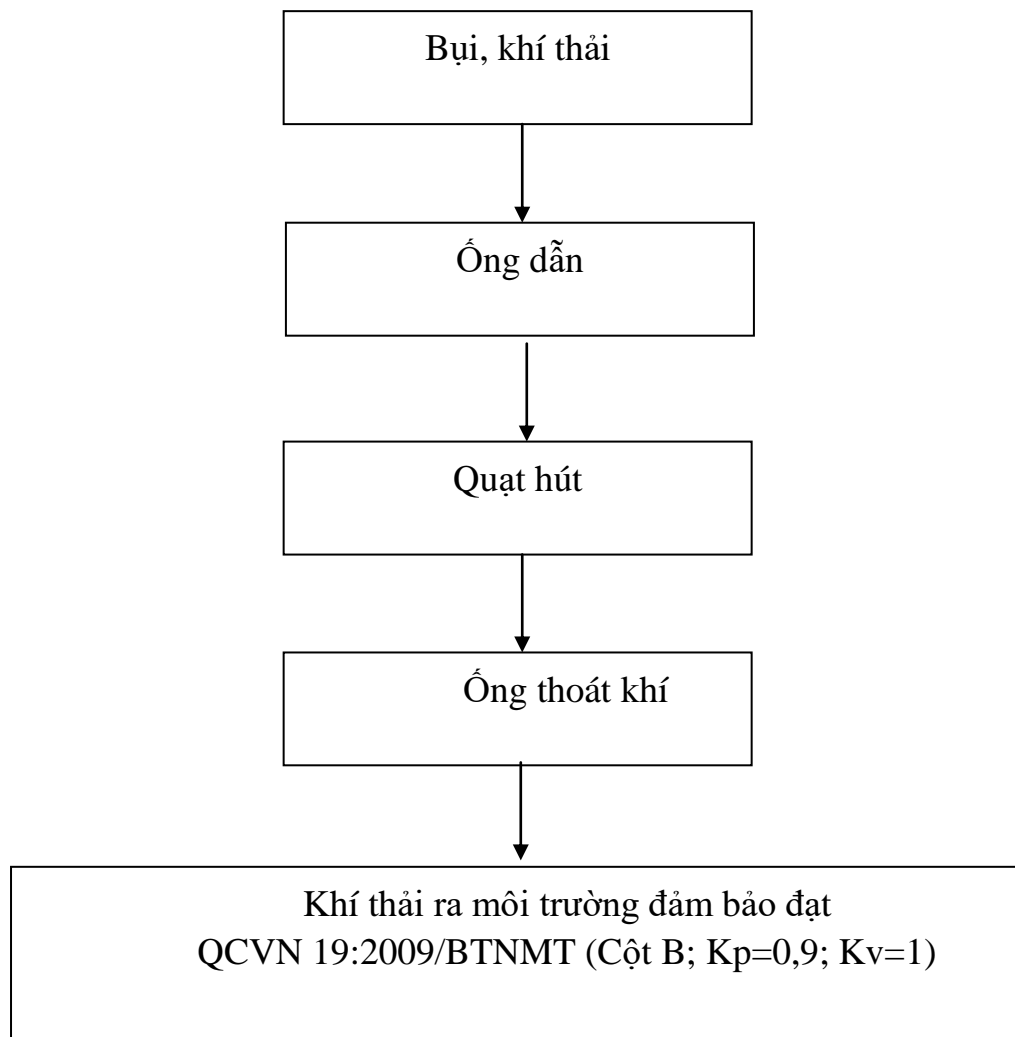 Bụi, khí thải
Ống dẫn
Quạt hút
Ống thoát khí
Khí thải ra môi trường đảm bảo đạt
QCVN 19:2009/BTNMT (Cột B; Kp=0,9; Kv=1)